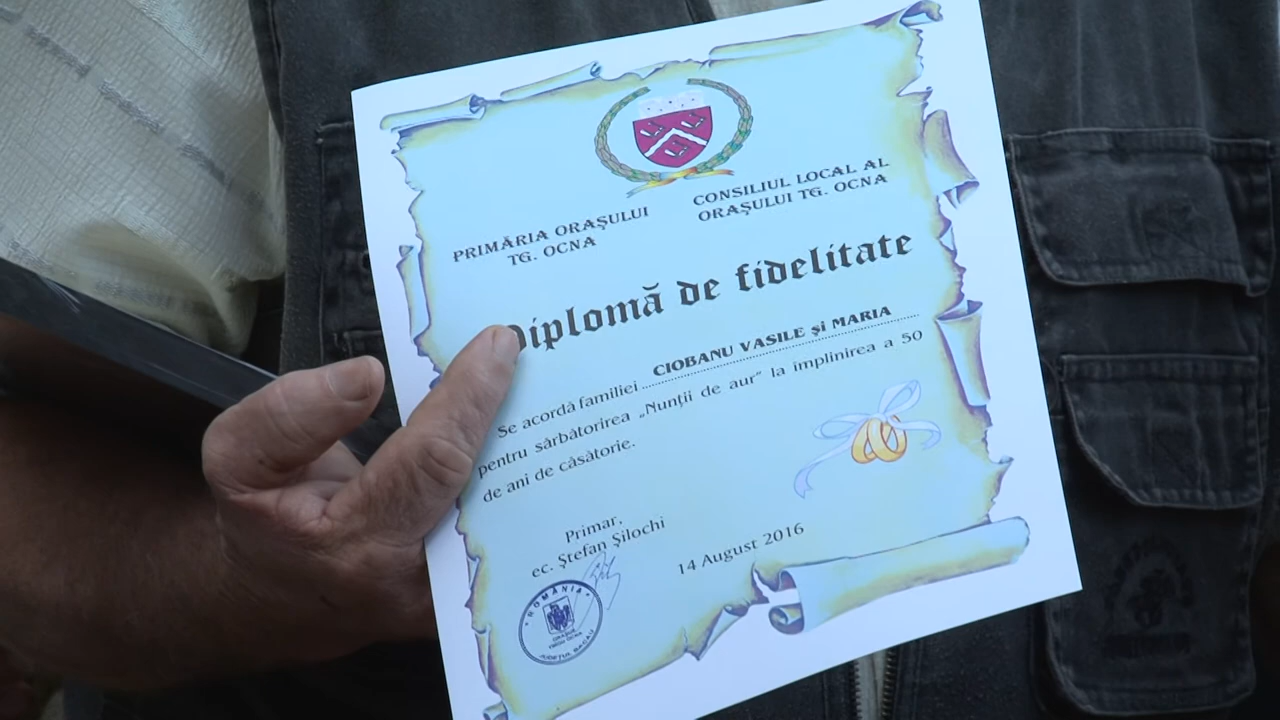 PRIMĂRIA ORAŞULUI
TG. OCNA
CONSILIUL LOCAL AL
ORAŞULUI TG. OCNA
Diplomă de fidelitate
Se acordă familiei CIOBANU VASILE şi MARIA
pentru sărbătorirea „Nunţii de aur” la împlinirea a 50
de ani de căsătorie.
Primar,
ec. Ştefan Şilochi
14 August 2016
ROMÂNIA
JUDEŢUL BACĂU